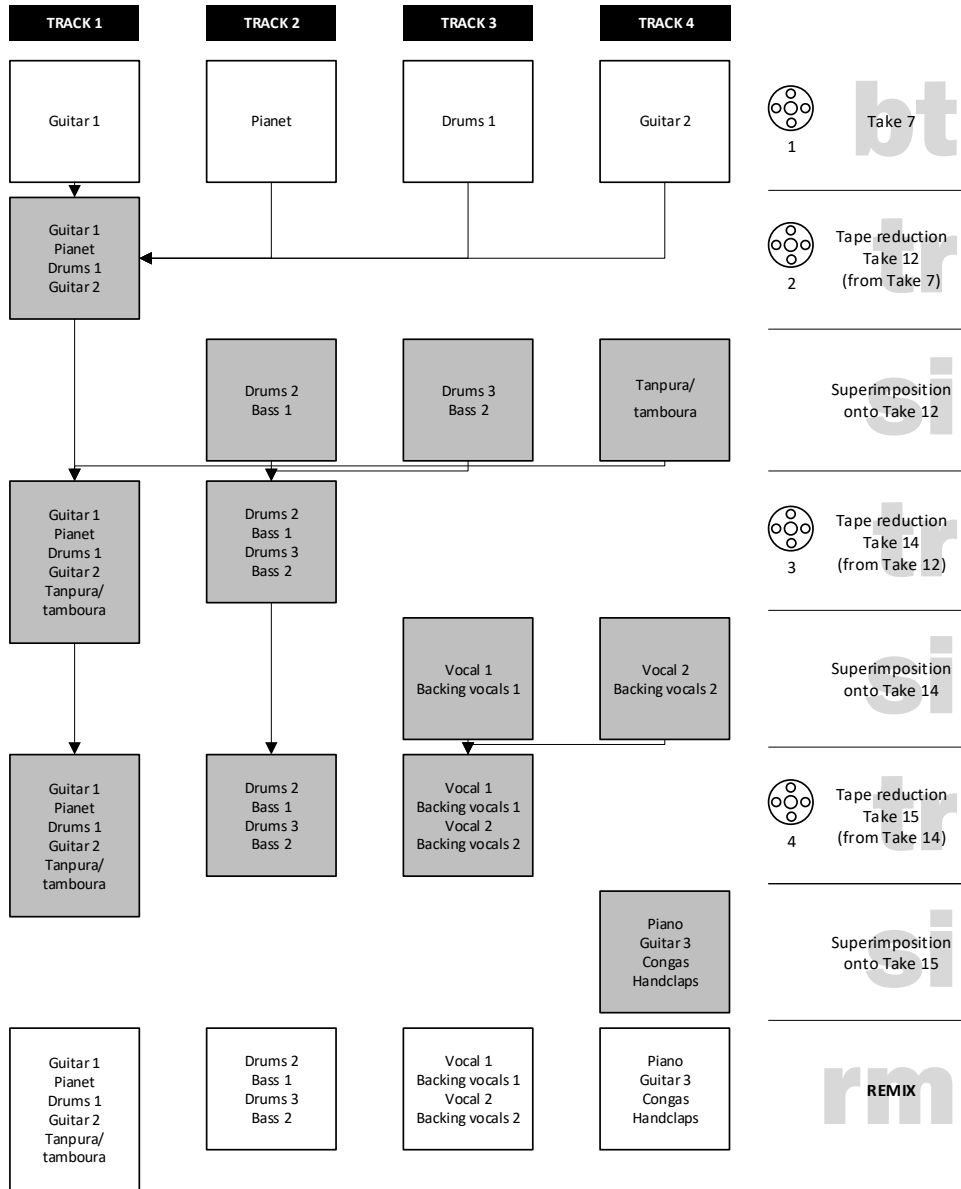 TRACK 1
TRACK 2
TRACK 3
TRACK 4
Guitar 1
Pianet
Drums 1
Guitar 2
1
bt
Take 7
Guitar 1
Pianet
Drums 1
Guitar 2
2
tr
Tape reduction
Take 12
(from Take 7)
Drums 2
Bass 1
Drums 3
Bass 2
Tanpura/
tamboura
si
Superimposition
onto Take 12
Guitar 1
Pianet
Drums 1
Guitar 2
Tanpura/
tamboura
Drums 2
Bass 1
Drums 3
Bass 2
3
tr
Tape reduction
Take 14
(from Take 12)
Vocal 1
Backing vocals 1
Vocal 2
Backing vocals 2
si
Superimposition
onto Take 14
Guitar 1
Pianet
Drums 1
Guitar 2
Tanpura/
tamboura
Drums 2
Bass 1
Drums 3
Bass 2
Vocal 1
Backing vocals 1
Vocal 2
Backing vocals 2
4
tr
Tape reduction
Take 15
(from Take 14)
Piano
Guitar 3
Congas
Handclaps
si
Superimposition
onto Take 15
Guitar 1
Pianet
Drums 1
Guitar 2
Tanpura/
tamboura
Drums 2
Bass 1
Drums 3
Bass 2
Vocal 1
Backing vocals 1
Vocal 2
Backing vocals 2
Piano
Guitar 3
Congas
Handclaps
rm
REMIX